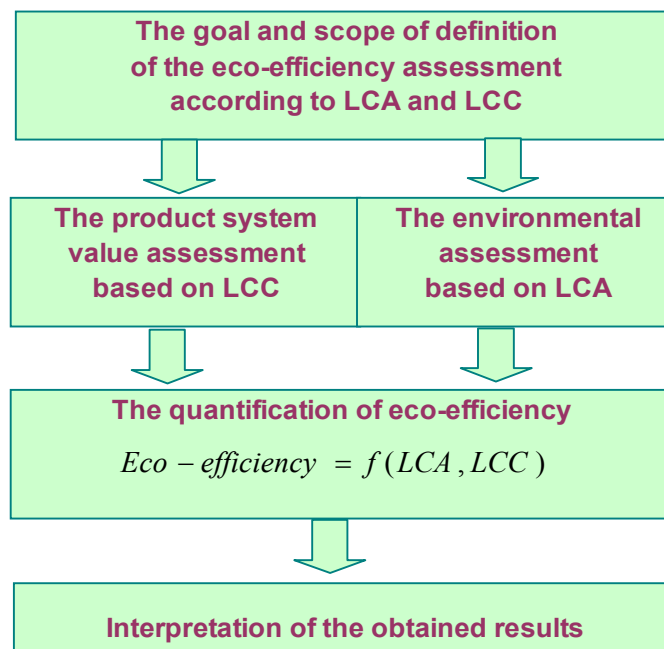 The goal and scope of definition
of the eco-efficiency assessment
according to LCA and LCC
The product system
value assessment
based on LCC
The environmental
assessment
based on LCA
The quantification of eco-efficiency
Eco – efficiency = f(LCA, LCC)
Interpretation of the obtained results